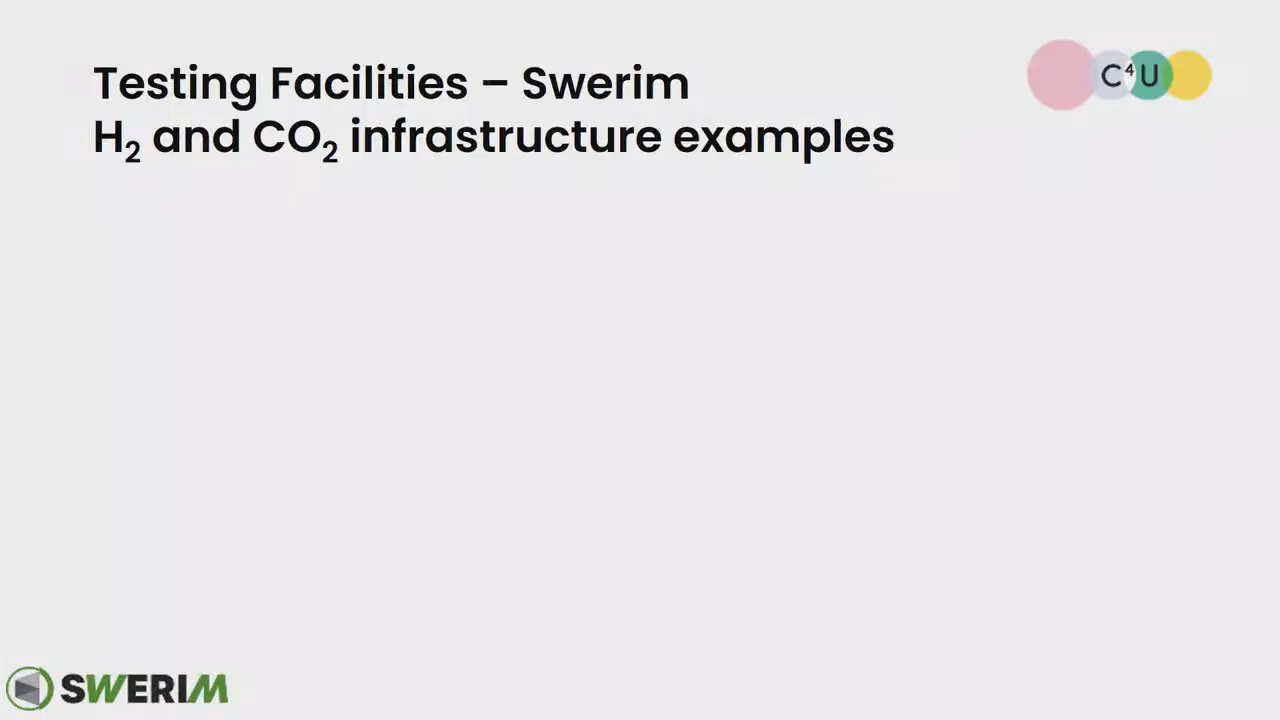 Testing Facilities – Swerim
H₂ and CO₂ infrastructure examples
C⁴U
SWERIM